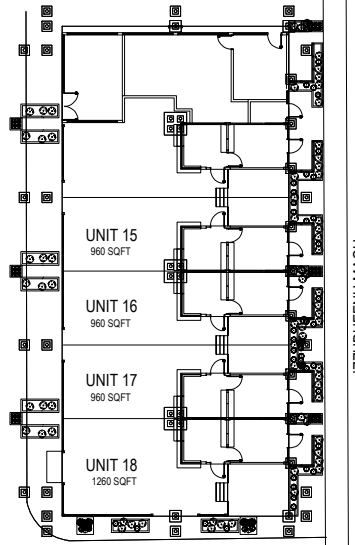 UNIT 15
960 SQFT
UNIT 16
960 SQFT
UNIT 17
960 SQFT
UNIT 18
1260 SQFT